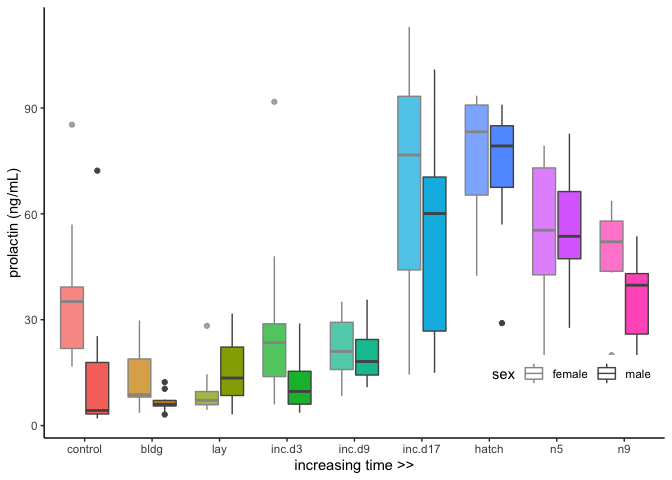 prolactin (ng/mL)
90
60
30
0
sex female male
control bldg lay inc.d3 inc.d9 inc.d17 hatch n5 n9
increasing time >>